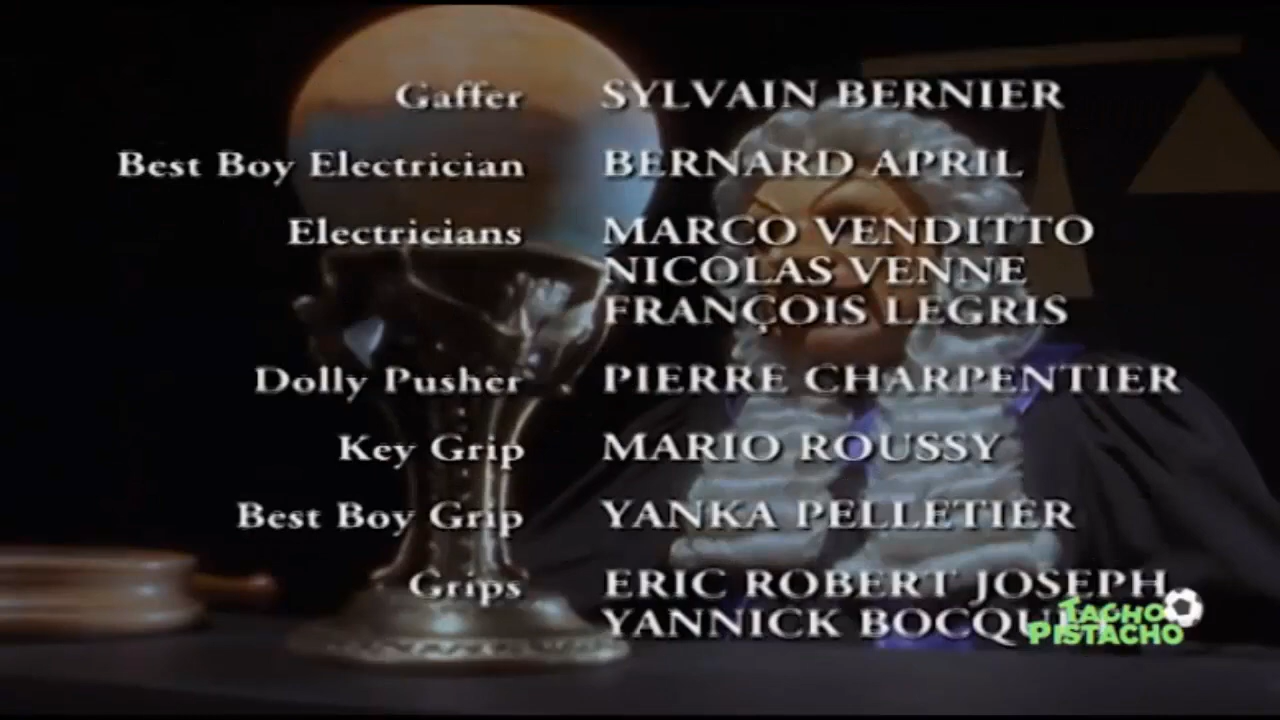 Gaffer SYLVAIN BERNIER
Best Boy Electrician BERNARD APRIL
Electricians MARCO VENDITTO
NICOLAS VENNE
FRANÇOIS LEGRIS
Dolly Pusher PIERRE CHARPENTIER
Key Grip MARIO ROUSSY
Best Boy Grip YANKA PELLETIER
Grips ERIC ROBERT JOSEPH
YANNICK
TACHO
PISTACHO